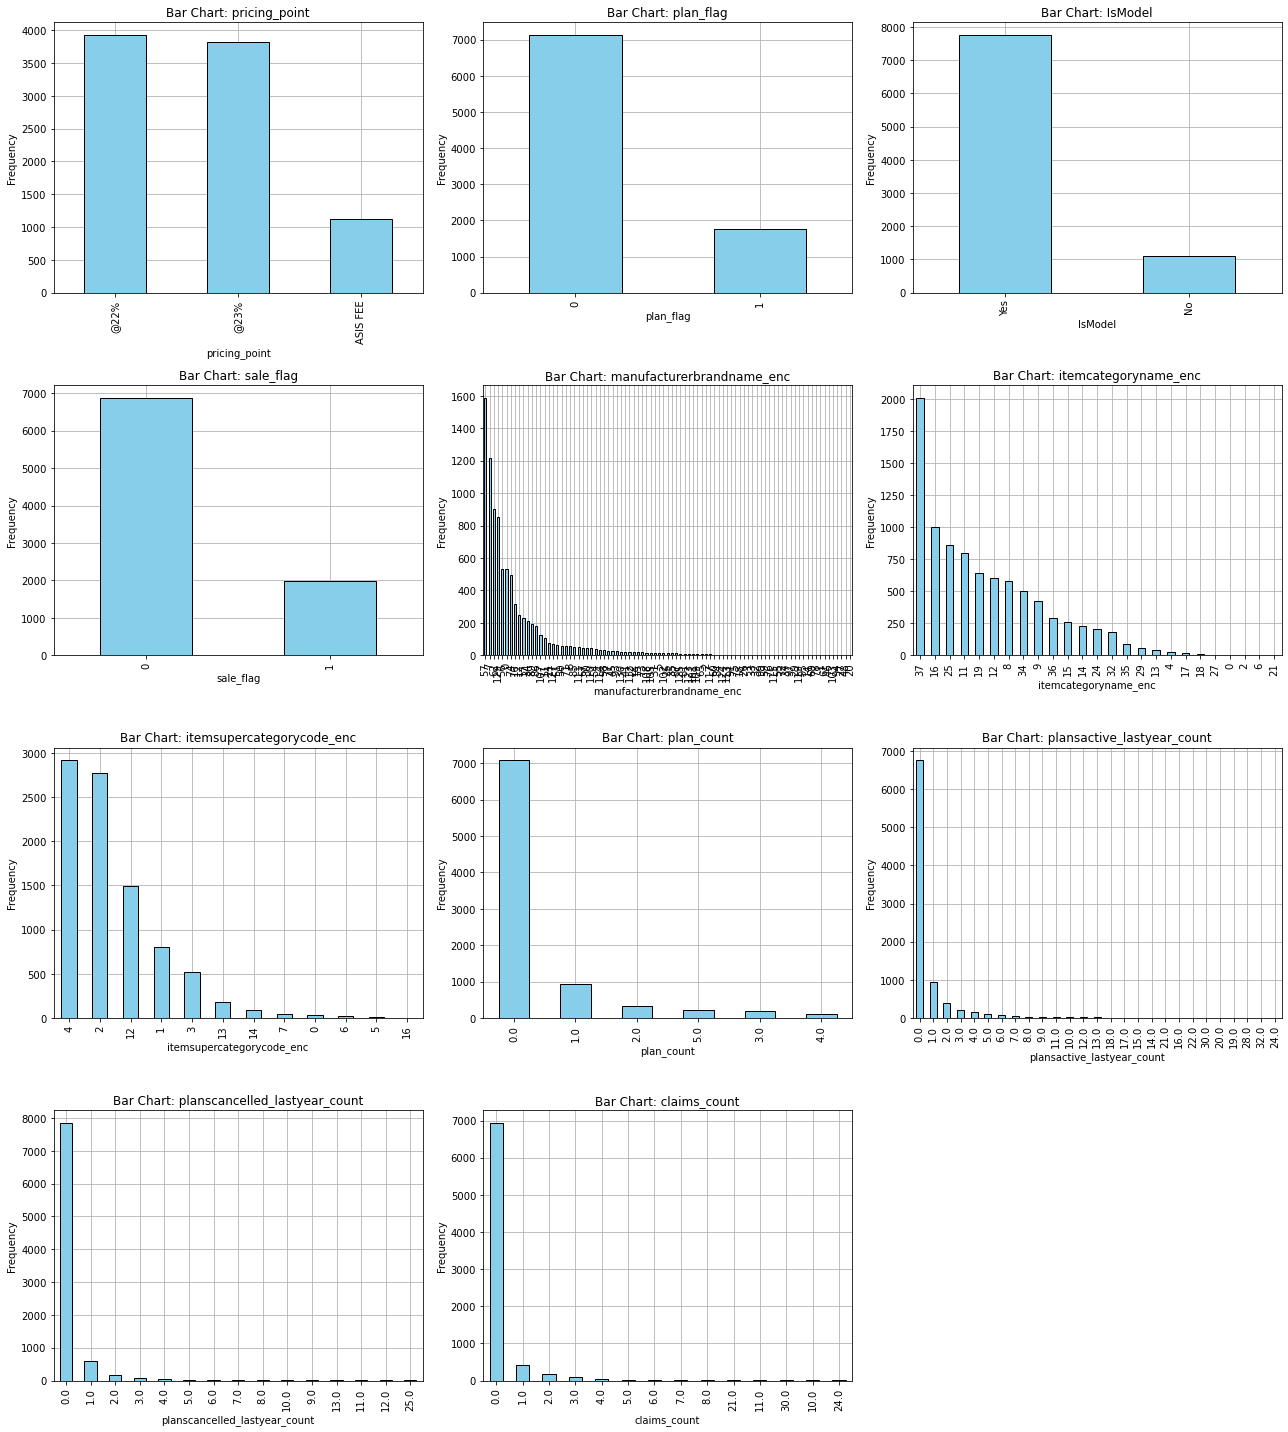 Bar Chart: pricing_point
Frequency
4000
3500
3000
2500
2000
1500
1000
500
0
@22%
@23%
ASIS FEE
pricing_point
Bar Chart: plan_flag
Frequency
7000
6000
5000
4000
3000
2000
1000
0
0
1
plan_flag
Bar Chart: IsModel
Frequency
8000
7000
6000
5000
4000
3000
2000
1000
0
Yes
No
IsModel
Bar Chart: sale_flag
Frequency
7000
6000
5000
4000
3000
2000
1000
0
0
1
sale_flag
Bar Chart: manufacturerbrandname_enc
Frequency
1600
1400
1200
1000
800
600
400
200
0
57
manufacturerbrandname_enc
Bar Chart: itemcategoryname_enc
Frequency
2000
1750
1500
1250
1000
750
500
250
0
37 16 25 11 19 12 8 34 9 36 15 14 24 32 35 29 13 4 17 18 27 0 2 6 21
itemcategoryname_enc
Bar Chart: itemsupercategorycode_enc
Frequency
3000
2500
2000
1500
1000
500
0
4 2 12 1 3 13 14 7 0 6 5 16
itemsupercategorycode_enc
Bar Chart: plan_count
Frequency
7000
6000
5000
4000
3000
2000
1000
0
0.0 1.0 2.0 5.0 3.0 4.0
plan_count
Bar Chart: plansactive_lastyear_count
Frequency
7000
6000
5000
4000
3000
2000
1000
0
0.0 1.0 2.0 3.0 4.0 5.0 6.0 7.0 8.0 9.0 11.0 10.0 12.0 13.0 18.0 17.0 15.0 14.0 21.0 16.0 22.0 30.0 20.0 19.0 28.0 32.0 24.0
plansactive_lastyear_count
Bar Chart: planscancelled_lastyear_count
Frequency
8000
7000
6000
5000
4000
3000
2000
1000
0
0.0 1.0 2.0 3.0 4.0 5.0 6.0 7.0 8.0 10.0 9.0 13.0 11.0 12.0 25.0
planscancelled_lastyear_count
Bar Chart: claims_count
Frequency
7000
6000
5000
4000
3000
2000
1000
0
0.0 1.0 2.0 3.0 4.0 5.0 6.0 7.0 8.0 21.0 11.0 30.0 10.0 24.0
claims_count